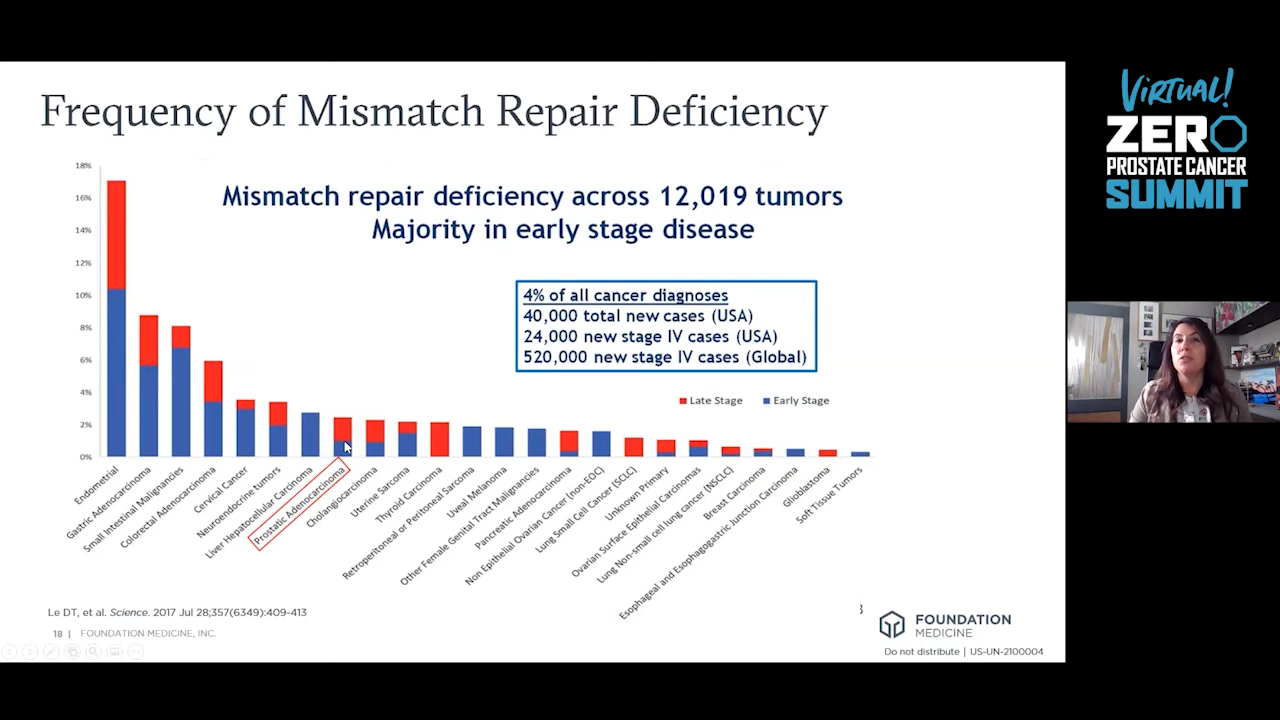 Frequency of Mismatch Repair Deficiency
Mismatch repair deficiency across 12,019 tumors
Majority in early stage disease
4% of all cancer diagnoses
40,000 total new cases (USA)
24,000 new stage IV cases (USA)
520,000 new stage IV cases (Global)
Late Stage
Early Stage
18%
16%
14%
12%
10%
8%
6%
4%
2%
0%
Endometrial
Gastric Adenocarcinoma
Small Intestinal Malignancies
Colorectal Adenocarcinoma
Cervical Cancer
Neuroendocrine tumors
Liver Hepatocellular Carcinoma
Prostatic Adenocarcinoma
Cholangiocarcinoma
Uterine Sarcoma
Thyroid Carcinoma
Retroperitoneal or Peritoneal Sarcoma
Uveal Melanoma
Other Female Genital Tract Malignancies
Pancreatic Adenocarcinoma
Non Epithelial Ovarian Cancer (non-EOC)
Lung Small Cell Cancer (SCLC)
Unknown Primary
Ovarian Surface Epithelial Carcinomas
Lung Non-small cell lung cancer (NSCLC)
Breast Carcinoma
Esophageal and Esophagogastric Junction Carcinoma
Glioblastoma
Soft Tissue Tumors
Le DT, et al. Science. 2017 Jul 28;357(6349):409-413
18 | FOUNDATION MEDICINE, INC.
3
FOUNDATION
MEDICINE
Do not distribute | US-UN-2100004
VIRTUAL!
ZERO
PROSTATE CANCER
SUMMIT